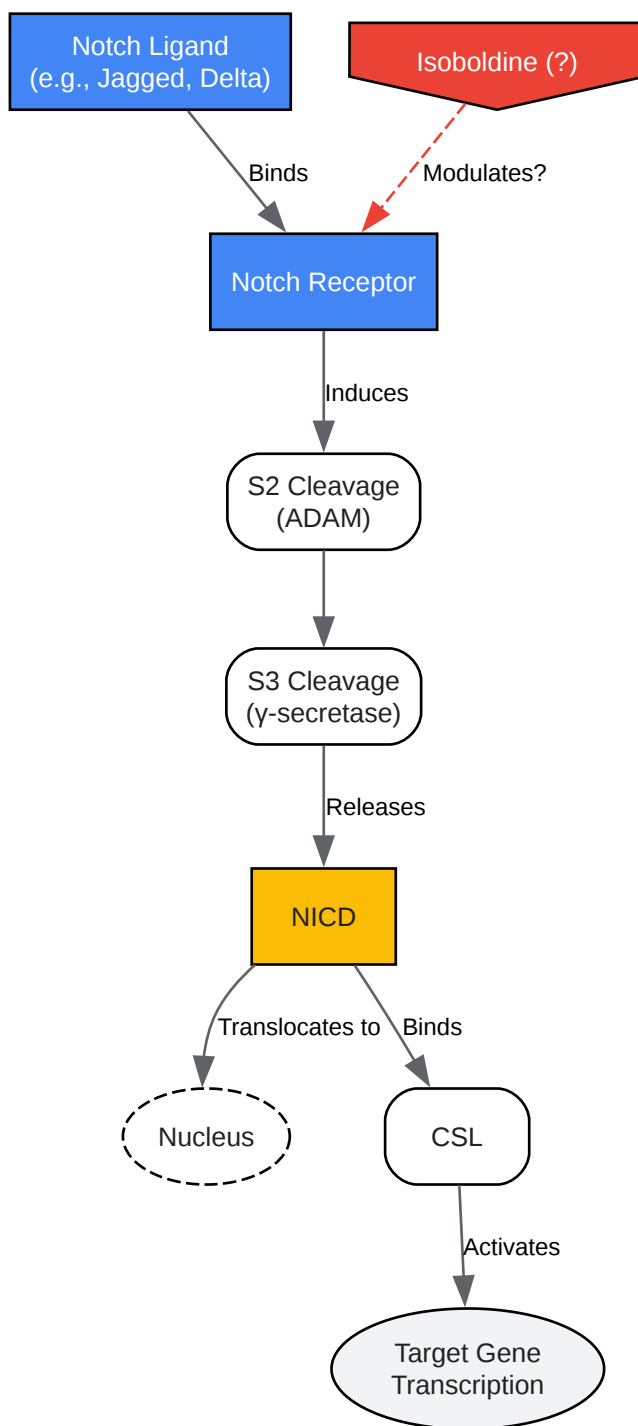 Notch Ligand
(e.g., Jagged, Delta)
Isoboldine (?)
Binds
Modulates?
Notch Receptor
Induces
S2 Cleavage
(ADAM)
S3 Cleavage
(γ-secretase)
Releases
NICD
Translocates to
Binds
Nucleus
CSL
Activates
Target Gene
Transcription